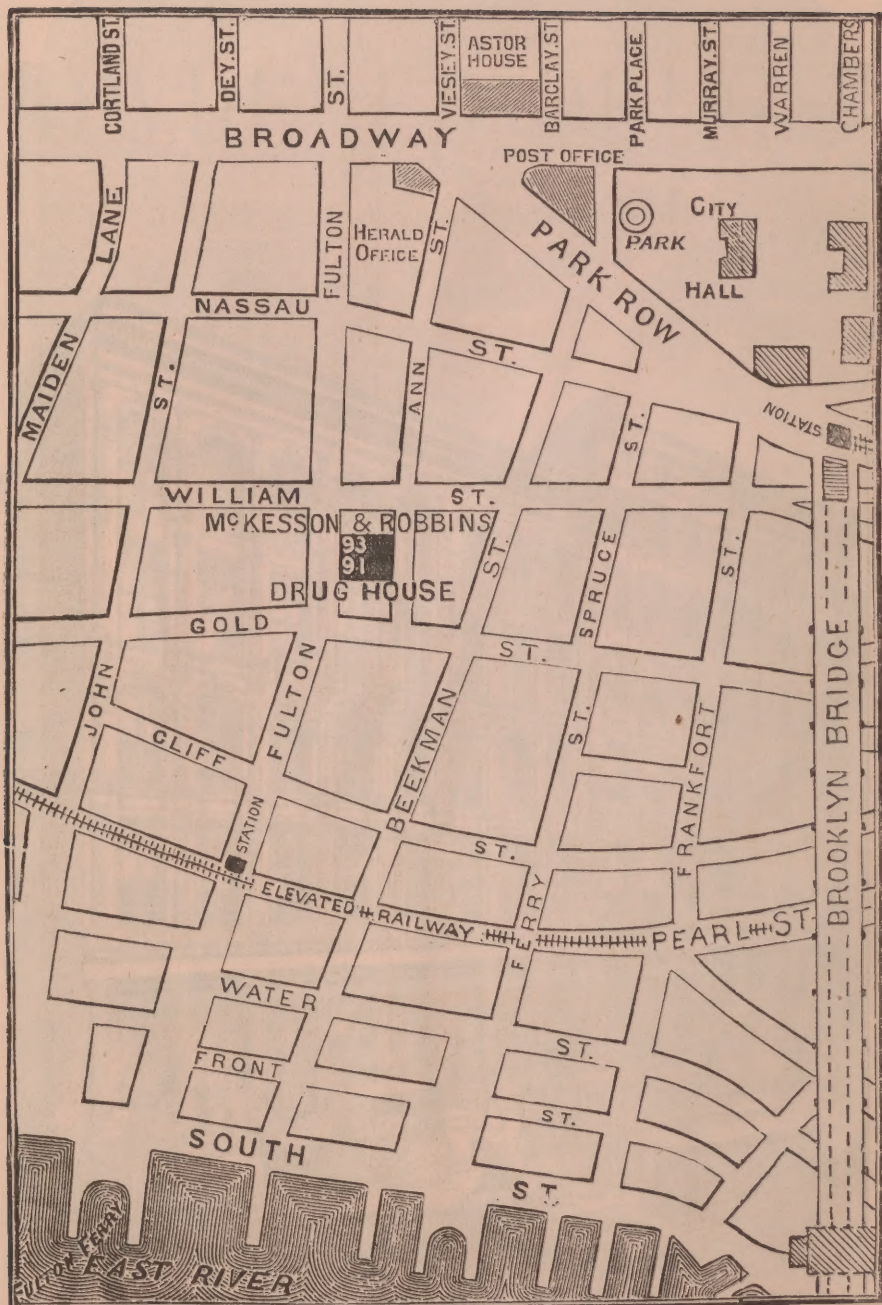 CORTLAND ST.
DEY. ST.
ST.
VESEY. ST.
ASTOR
HOUSE
BARCLAY. ST
PARK PLACE
MURRAY. ST.
WARREN
CHAMBERS
BROADWAY
POST OFFICE
LANE
FULTON
HERALD
OFFICE
ST.
PARK ROW
PARK
CITY
HALL
NASSAU
ST.
MAIDEN
ST.
ANN
ST.
STATION
WILLIAM
ST.
McKESSON & ROBBINS
93
91
DRUG HOUSE
ST.
SPRUCE
ST.
GOLD
ST.
JOHN
FULTON
BEEKMAN
ST.
FRANKFORT
BROOKLYN BRIDGE
CLIFF
STATION
ST.
FERRY
ELEVATED RAILWAY
PEARL ST
WATER
ST.
FRONT
ST.
SOUTH
ST.
FULTON FERRY
EAST RIVER